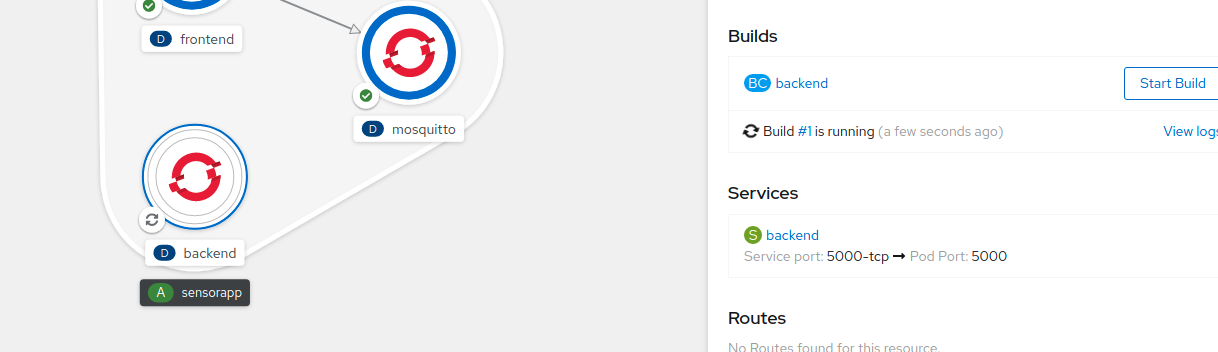 D frontend
D mosquitto
D backend
A sensorapp
Builds
BC backend
Start Build
Build #1 is running (a few seconds ago)
View logs
Services
S backend
Service port: 5000-tcp → Pod Port: 5000
Routes
No Routes found for this resource.